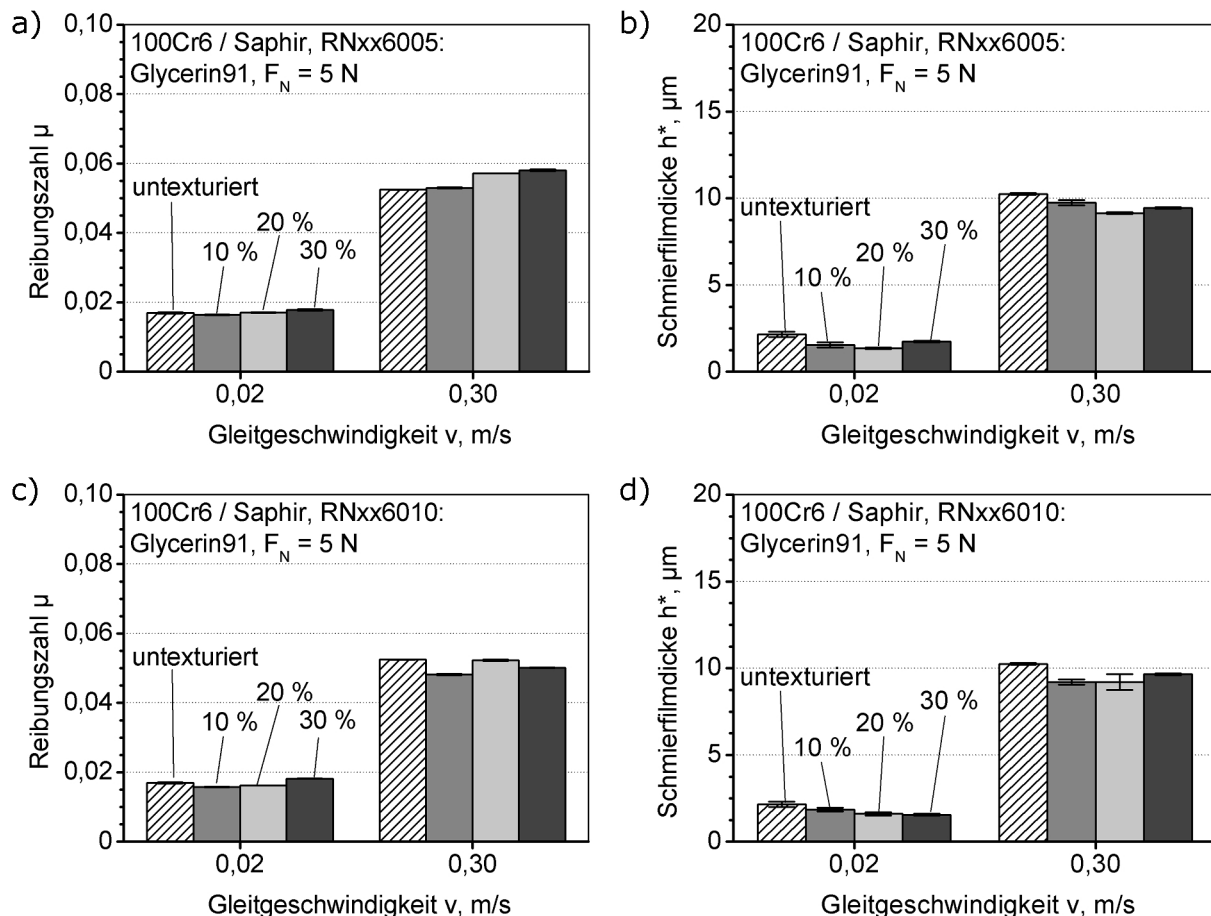 a)
0,10
0,08
0,06
0,04
0,02
0
Reibungszahl µ
100Cr6 / Saphir, RNxx6005:
Glycerin91, F_N = 5 N
untexturiert
10 %
20 %
30 %
0,02
0,30
Gleitgeschwindigkeit v, m/s
b)
20
15
10
5
0
Schmierfilmdicke h*, µm
100Cr6 / Saphir, RNxx6005:
Glycerin91, F_N = 5 N
untexturiert
10 %
20 %
30 %
0,02
0,30
Gleitgeschwindigkeit v, m/s
c)
0,10
0,08
0,06
0,04
0,02
0
Reibungszahl µ
100Cr6 / Saphir, RNxx6010:
Glycerin91, F_N = 5 N
untexturiert
10 %
20 %
30 %
0,02
0,30
Gleitgeschwindigkeit v, m/s
d)
20
15
10
5
0
Schmierfilmdicke h*, µm
100Cr6 / Saphir, RNxx6010:
Glycerin91, F_N = 5 N
untexturiert
10 %
20 %
30 %
0,02
0,30
Gleitgeschwindigkeit v, m/s